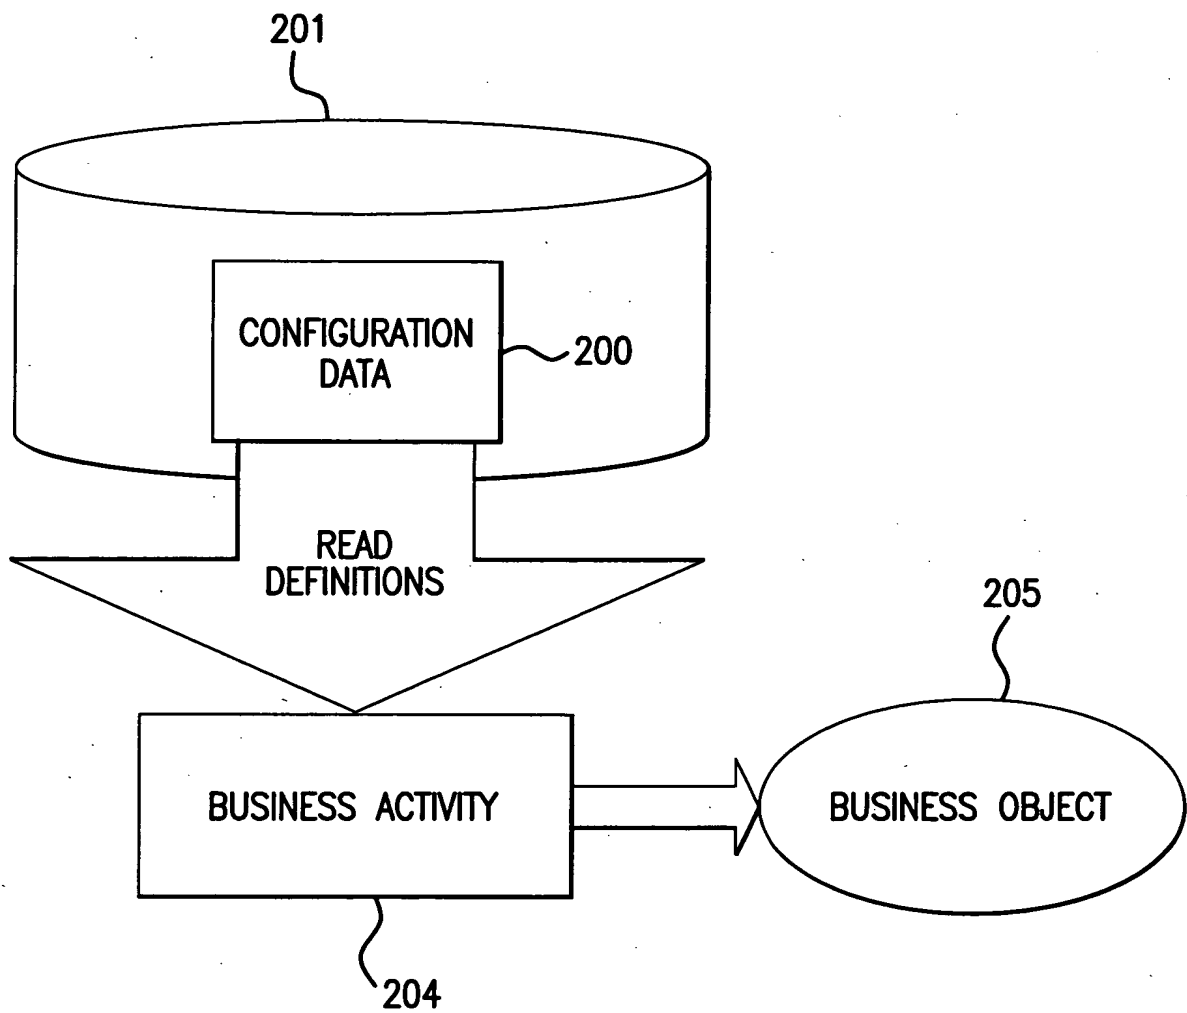 201
CONFIGURATION
DATA
200
READ
DEFINITIONS
205
BUSINESS ACTIVITY
BUSINESS OBJECT
204